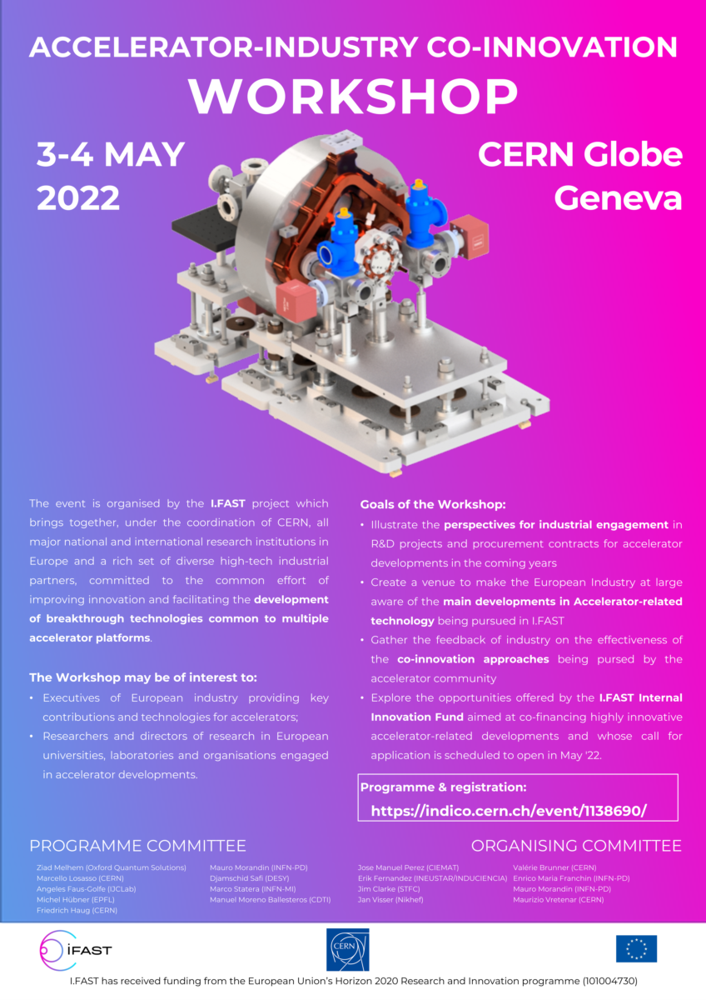 ACCELERATOR-INDUSTRY CO-INNOVATION
WORKSHOP
3-4 MAY
2022
CERN Globe
Geneva
The event is organised by the I.FAST project which
brings together, under the coordination of CERN, all
major national and international research institutions in
Europe and a rich set of diverse high-tech industrial
partners, committed to the common effort of
improving innovation and facilitating the development
of breakthrough technologies common to multiple
accelerator platforms.
The Workshop may be of interest to:
• Executives of European industry providing key
contributions and technologies for accelerators;
• Researchers and directors of research in European
universities, laboratories and organisations engaged
in accelerator developments.
Goals of the Workshop:
• Illustrate the perspectives for industrial engagement in
R&D projects and procurement contracts for accelerator
developments in the coming years
• Create a venue to make the European Industry at large
aware of the main developments in Accelerator-related
technology being pursued in I.FAST
• Gather the feedback of industry on the effectiveness of
the co-innovation approaches being pursed by the
accelerator community
• Explore the opportunities offered by the I.FAST Internal
Innovation Fund aimed at co-financing highly innovative
accelerator-related developments and whose call for
application is scheduled to open in May '22.
Programme & registration:
https://indico.cern.ch/event/1138690/
PROGRAMME COMMITTEE
Ziad Melhem (Oxford Quantum Solutions)
Marcello Losasso (CERN)
Angeles Faus-Golfe (IJCLab)
Michel Hübner (EPFL)
Friedrich Haug (CERN)
Mauro Morandin (INFN-PD)
Djamschid Safi (DESY)
Marco Statera (INFN-MI)
Manuel Moreno Ballesteros (CDTI)
ORGANISING COMMITTEE
Jose Manuel Perez (CIEMAT)
Erik Fernandez (INEUSTAR/INDUCIENCIA)
Jim Clarke (STFC)
Jan Visser (Nikhef)
Valérie Brunner (CERN)
Enrico Maria Franchin (INFN-PD)
Mauro Morandin (INFN-PD)
Maurizio Vretenar (CERN)
iFAST
CERN
I.FAST has received funding from the European Union's Horizon 2020 Research and Innovation programme (101004730)